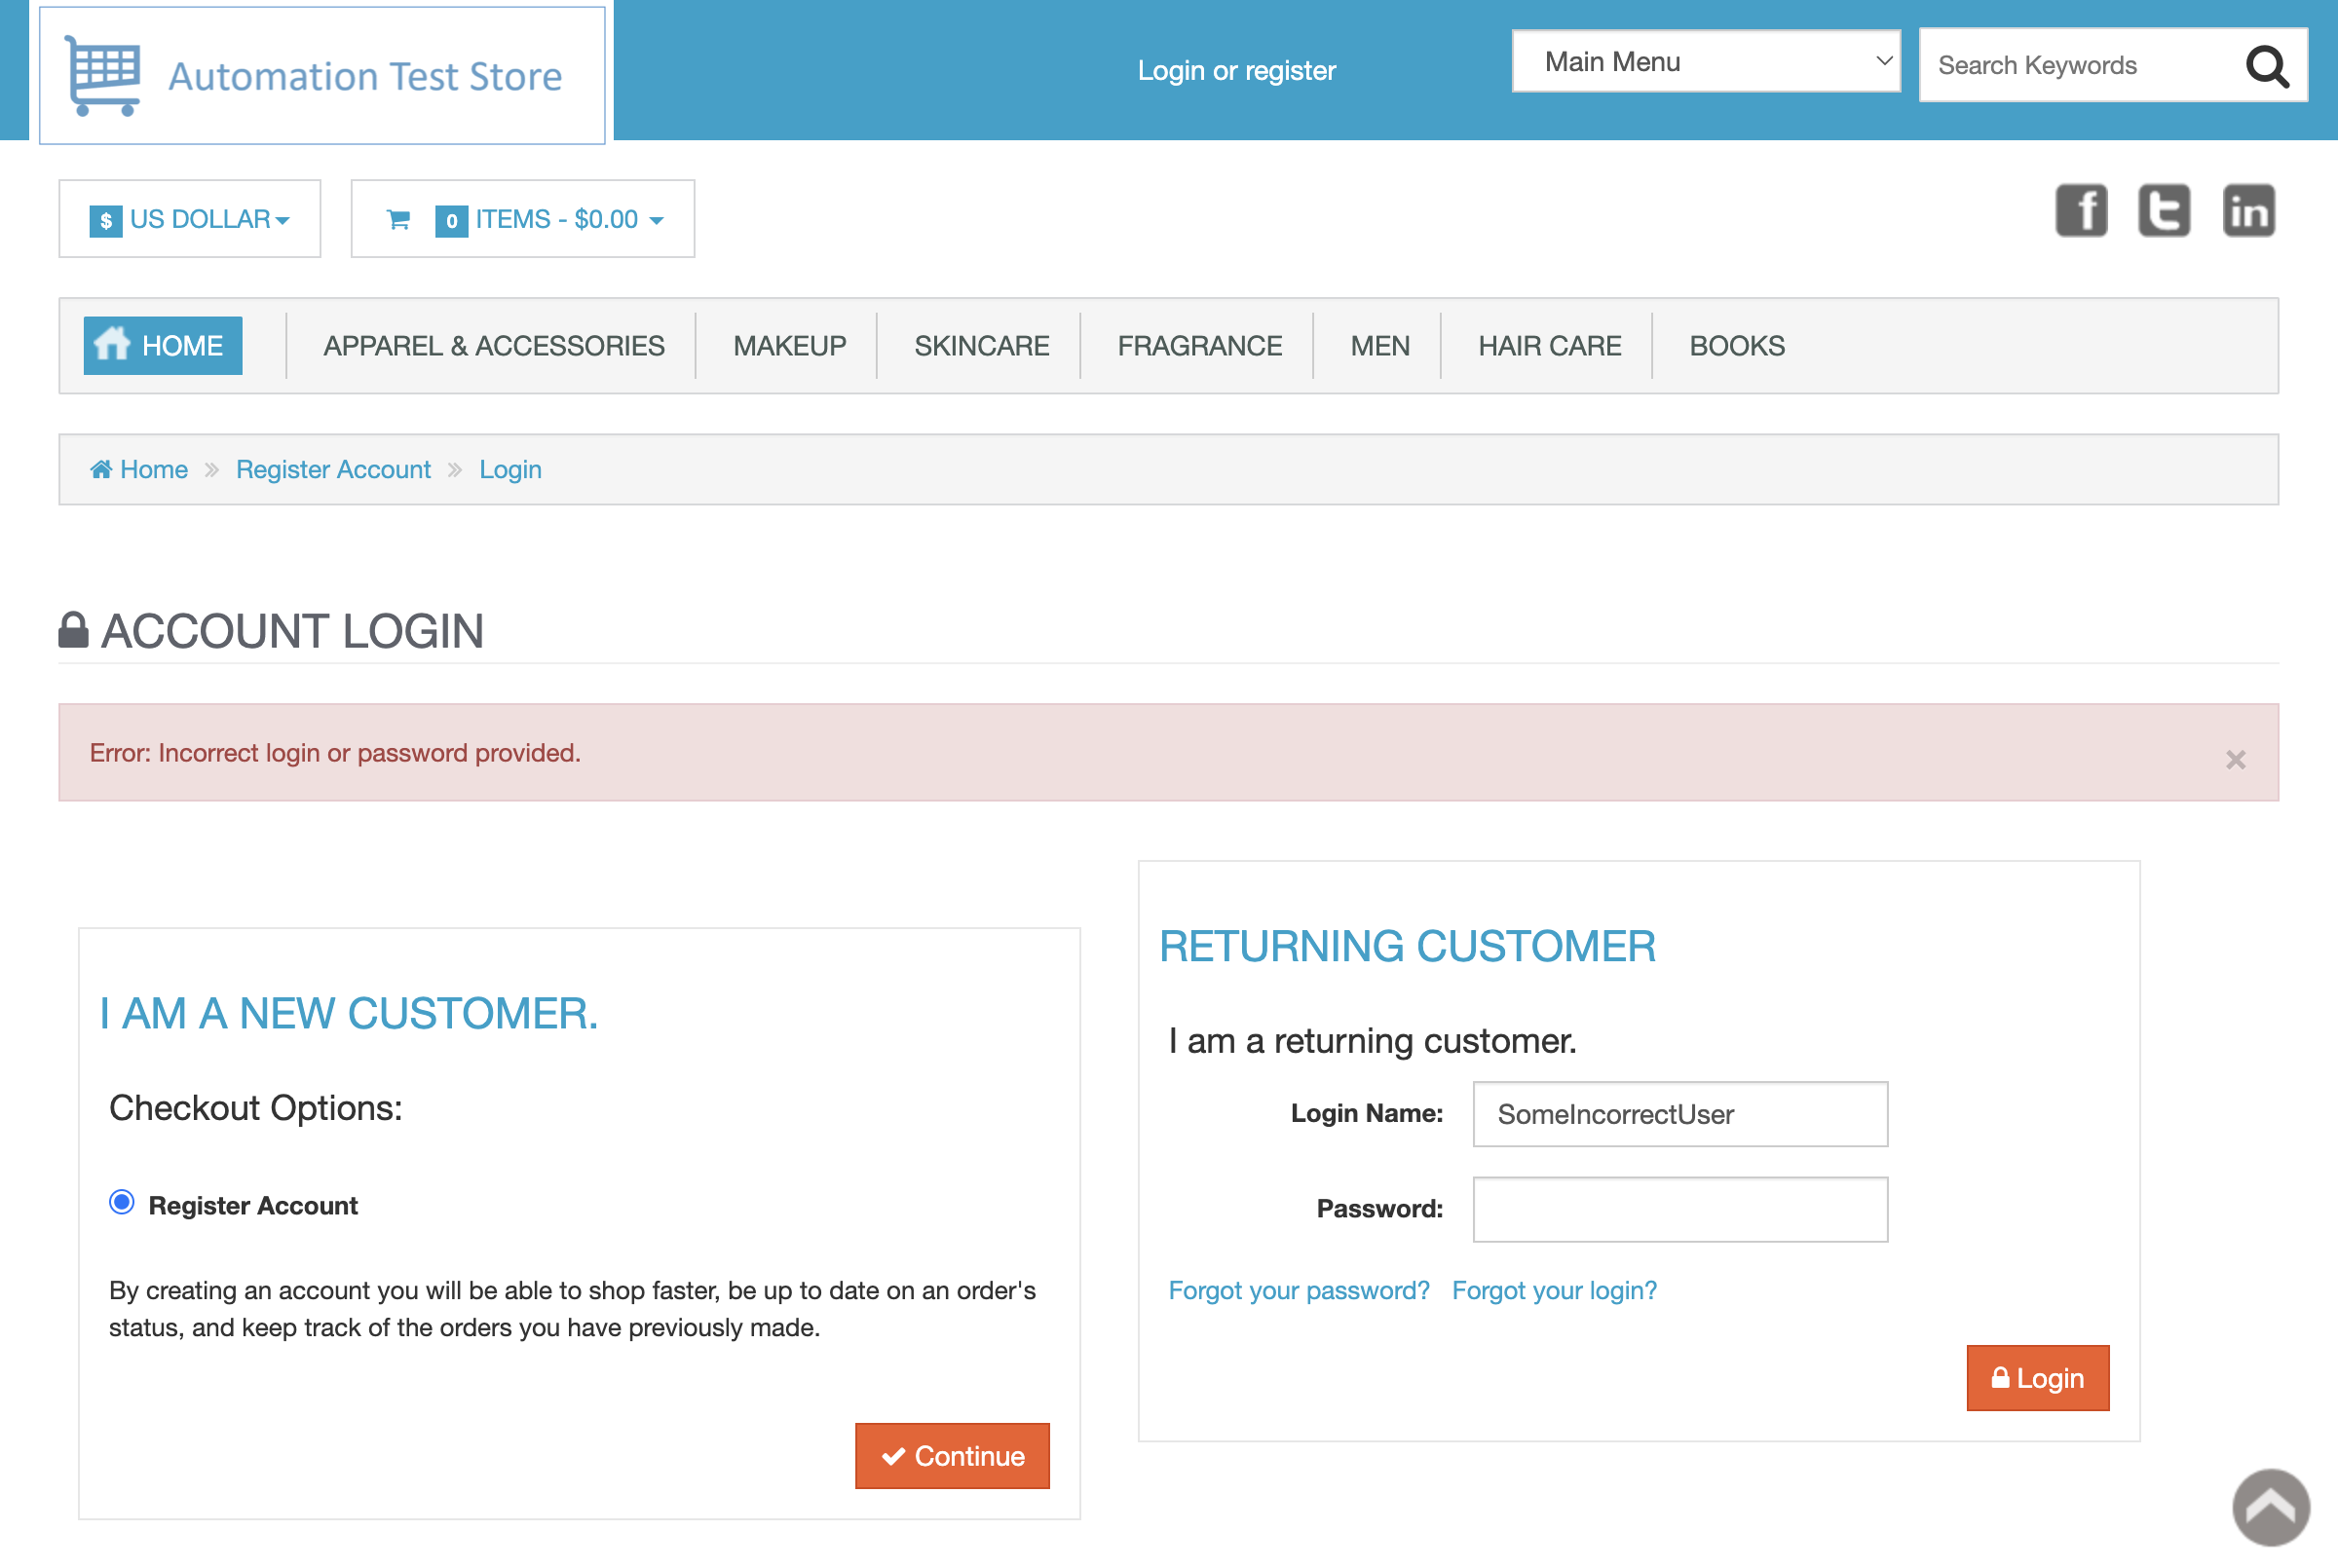 Automation Test Store
Login or register
Main Menu
Search Keywords
$ US DOLLAR
0 ITEMS - $0.00
f t in
HOME APPAREL & ACCESSORIES MAKEUP SKINCARE FRAGRANCE MEN HAIR CARE BOOKS
Home » Register Account » Login
ACCOUNT LOGIN
Error: Incorrect login or password provided. ×
I AM A NEW CUSTOMER.
Checkout Options:
Register Account
By creating an account you will be able to shop faster, be up to date on an order's
status, and keep track of the orders you have previously made.
Continue
RETURNING CUSTOMER
I am a returning customer.
Login Name: SomeIncorrectUser
Password:
Forgot your password? Forgot your login?
Login